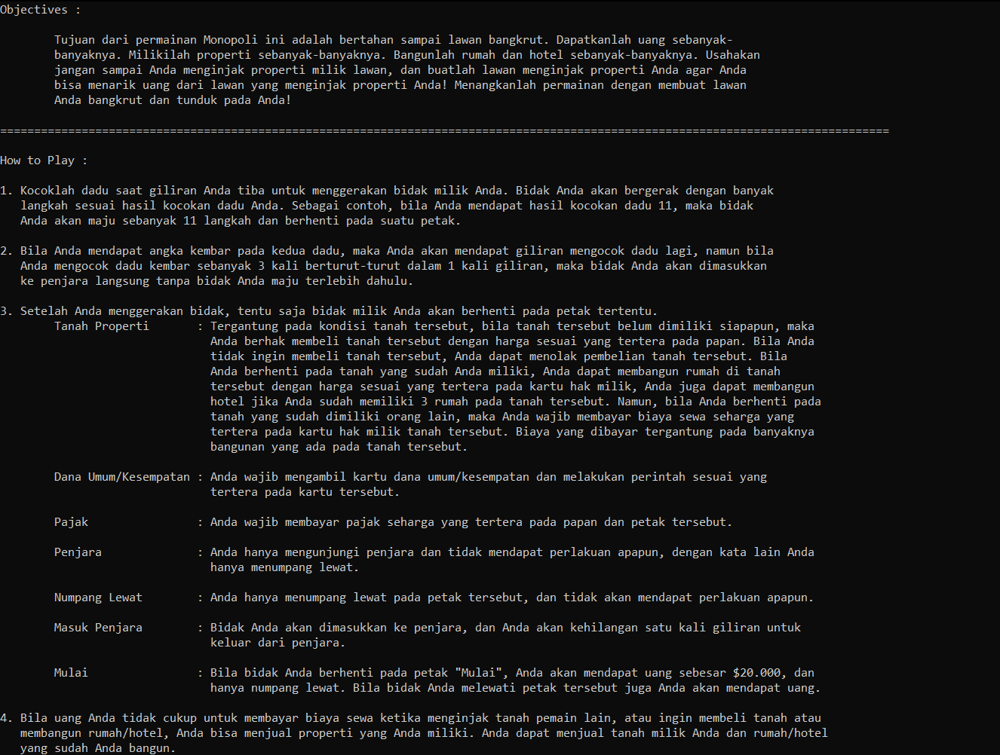 Objectives :
Tujuan dari permainan Monopoli ini adalah bertahan sampai lawan bangkrut. Dapatkanlah uang sebanyak-
banyaknya. Milikilah properti sebanyak-banyaknya. Bangunlah rumah dan hotel sebanyak-banyaknya. Usahakan
jangan sampai Anda menginjak properti milik lawan, dan buatlah lawan menginjak properti Anda agar Anda
bisa menarik uang dari lawan yang menginjak properti Anda! Menangkanlah permainan dengan membuat lawan
Anda bangkrut dan tunduk pada Anda!
===================================================================================================================================
How to Play :
1. Kocoklah dadu saat giliran Anda tiba untuk menggerakan bidak milik Anda. Bidak Anda akan bergerak dengan banyak
langkah sesuai hasil kocokan dadu Anda. Sebagai contoh, bila Anda mendapat hasil kocokan dadu 11, maka bidak
Anda akan maju sebanyak 11 langkah dan berhenti pada suatu petak.
2. Bila Anda mendapat angka kembar pada kedua dadu, maka Anda akan mendapat giliran mengocok dadu lagi, namun bila
Anda mengocok dadu kembar sebanyak 3 kali berturut-turut dalam 1 kali giliran, maka bidak Anda akan dimasukkan
ke penjara langsung tanpa bidak Anda maju terlebih dahulu.
3. Setelah Anda menggerakan bidak, tentu saja bidak milik Anda akan berhenti pada petak tertentu.
Tanah Properti : Tergantung pada kondisi tanah tersebut, bila tanah tersebut belum dimiliki siapapun, maka
Anda berhak membeli tanah tersebut dengan harga sesuai yang tertera pada papan. Bila Anda
tidak ingin membeli tanah tersebut, Anda dapat menolak pembelian tanah tersebut. Bila
Anda berhenti pada tanah yang sudah Anda miliki, Anda dapat membangun rumah di tanah
tersebut dengan harga sesuai yang tertera pada kartu hak milik, Anda juga dapat membangun
hotel jika Anda sudah memiliki 3 rumah pada tanah tersebut. Namun, bila Anda berhenti pada
tanah yang sudah dimiliki orang lain, maka Anda wajib membayar biaya sewa seharga yang
tertera pada kartu hak milik tanah tersebut. Biaya yang dibayar tergantung pada banyaknya
bangunan yang ada pada tanah tersebut.
Dana Umum/Kesempatan : Anda wajib mengambil kartu dana umum/kesempatan dan melakukan perintah sesuai yang
tertera pada kartu tersebut.
Pajak : Anda wajib membayar pajak seharga yang tertera pada papan dan petak tersebut.
Penjara : Anda hanya mengunjungi penjara dan tidak mendapat perlakuan apapun, dengan kata lain Anda
hanya menumpang lewat.
Numpang Lewat : Anda hanya menumpang lewat pada petak tersebut, dan tidak akan mendapat perlakuan apapun.
Masuk Penjara : Bidak Anda akan dimasukkan ke penjara, dan Anda akan kehilangan satu kali giliran untuk
keluar dari penjara.
Mulai : Bila bidak Anda berhenti pada petak "Mulai", Anda akan mendapat uang sebesar $20.000, dan
hanya numpang lewat. Bila bidak Anda melewati petak tersebut juga Anda akan mendapat uang.
4. Bila uang Anda tidak cukup untuk membayar biaya sewa ketika menginjak tanah pemain lain, atau ingin membeli tanah atau
membangun rumah/hotel, Anda bisa menjual properti yang Anda miliki. Anda dapat menjual tanah milik Anda dan rumah/hotel
yang sudah Anda bangun.